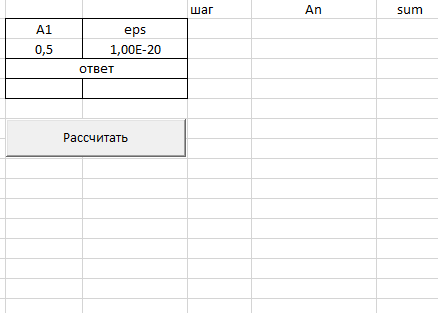 шаг An sum
A1 eps
0,5 1,00E-20
ответ
Рассчитать